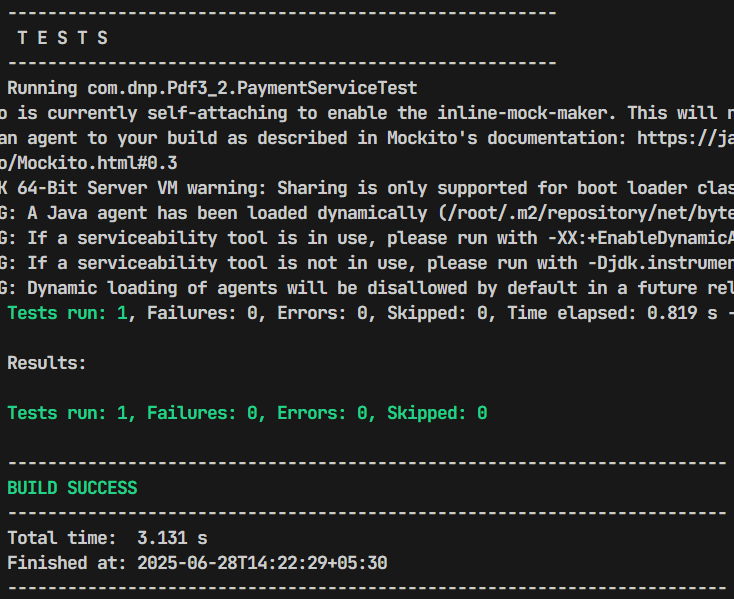 -------------------------------------------------------
T E S T S
-------------------------------------------------------
Running com.dnp.Pdf3_2.PaymentServiceTest
o is currently self-attaching to enable the inline-mock-maker. This will n
an agent to your build as described in Mockito's documentation: https://ja
o/Mockito.html#0.3
K 64-Bit Server VM warning: Sharing is only supported for boot loader clas
G: A Java agent has been loaded dynamically (/root/.m2/repository/net/byte
G: If a serviceability tool is in use, please run with -XX:+EnableDynamicA
G: If a serviceability tool is not in use, please run with -Djdk.instrumen
G: Dynamic loading of agents will be disallowed by default in a future rel
Tests run: 1, Failures: 0, Errors: 0, Skipped: 0, Time elapsed: 0.819 s -
Results:
Tests run: 1, Failures: 0, Errors: 0, Skipped: 0
------------------------------------------------------------------------
BUILD SUCCESS
------------------------------------------------------------------------
Total time:  3.131 s
Finished at: 2025-06-28T14:22:29+05:30
------------------------------------------------------------------------